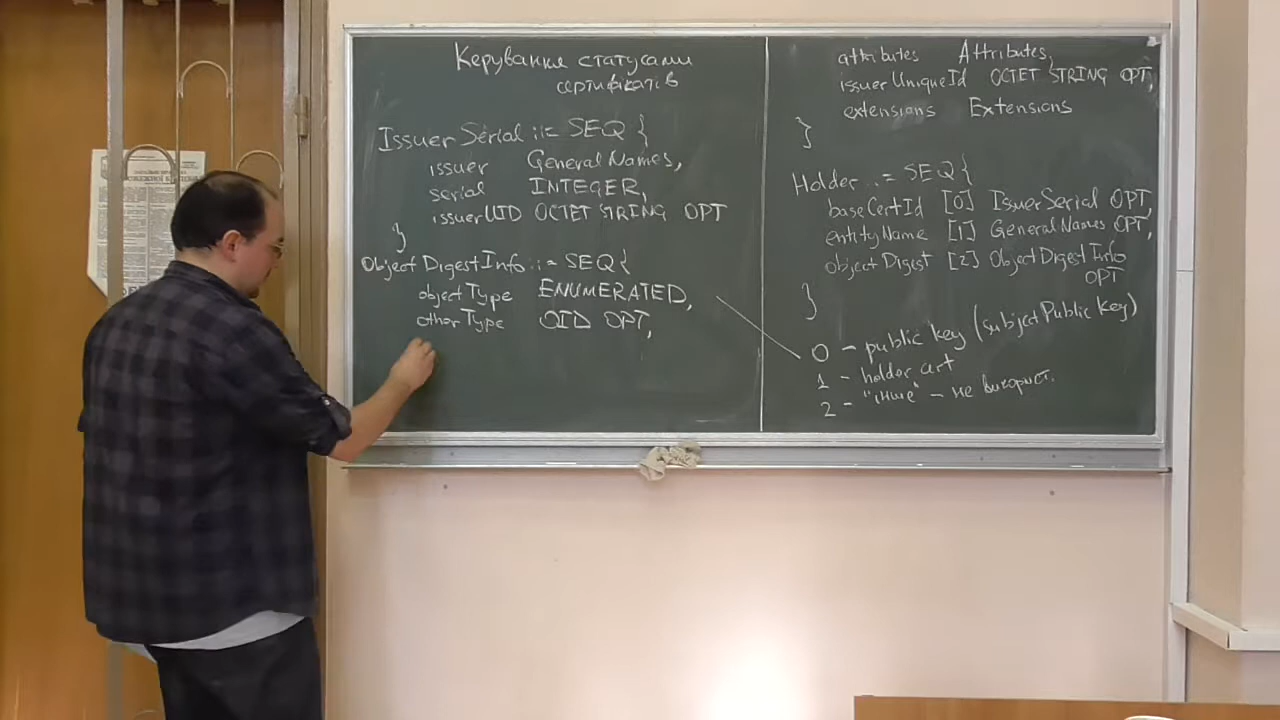 Керування статусами
сертифікатів
IssuerSerial ::= SEQ {
issuer GeneralNames,
serial INTEGER,
issuerUID OCTET STRING OPT
}
ObjectDigestInfo ::= SEQ {
objectType ENUMERATED,
otherType OID OPT,
attributes Attributes,
issuerUniqueId OCTET STRING OPT,
extensions Extensions
}
Holder ::= SEQ {
baseCertId [0] IssuerSerial OPT,
entityName [1] GeneralNames OPT,
objectDigest [2] ObjectDigestInfo
OPT
}
0 - public key (subjectPublicKey)
1 - holder
2 - "інше" - не використ.